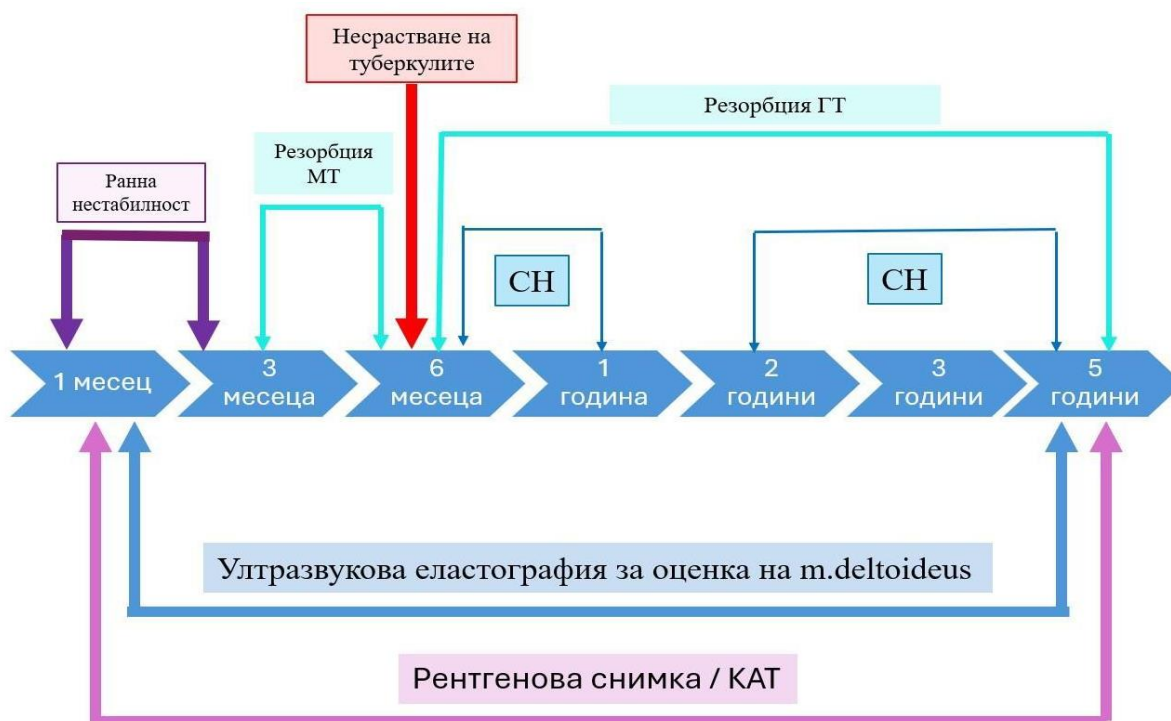 Несрастване на
туберкулите
Резорбция ГТ
Резорбция
МТ
Ранна
нестабилност
СН
СН
1 месец
3
месеца
6
месеца
1
година
2
години
3
години
5
години
Ултразвукова еластография за оценка на m.deltoideus
Рентгенова снимка / КАТ